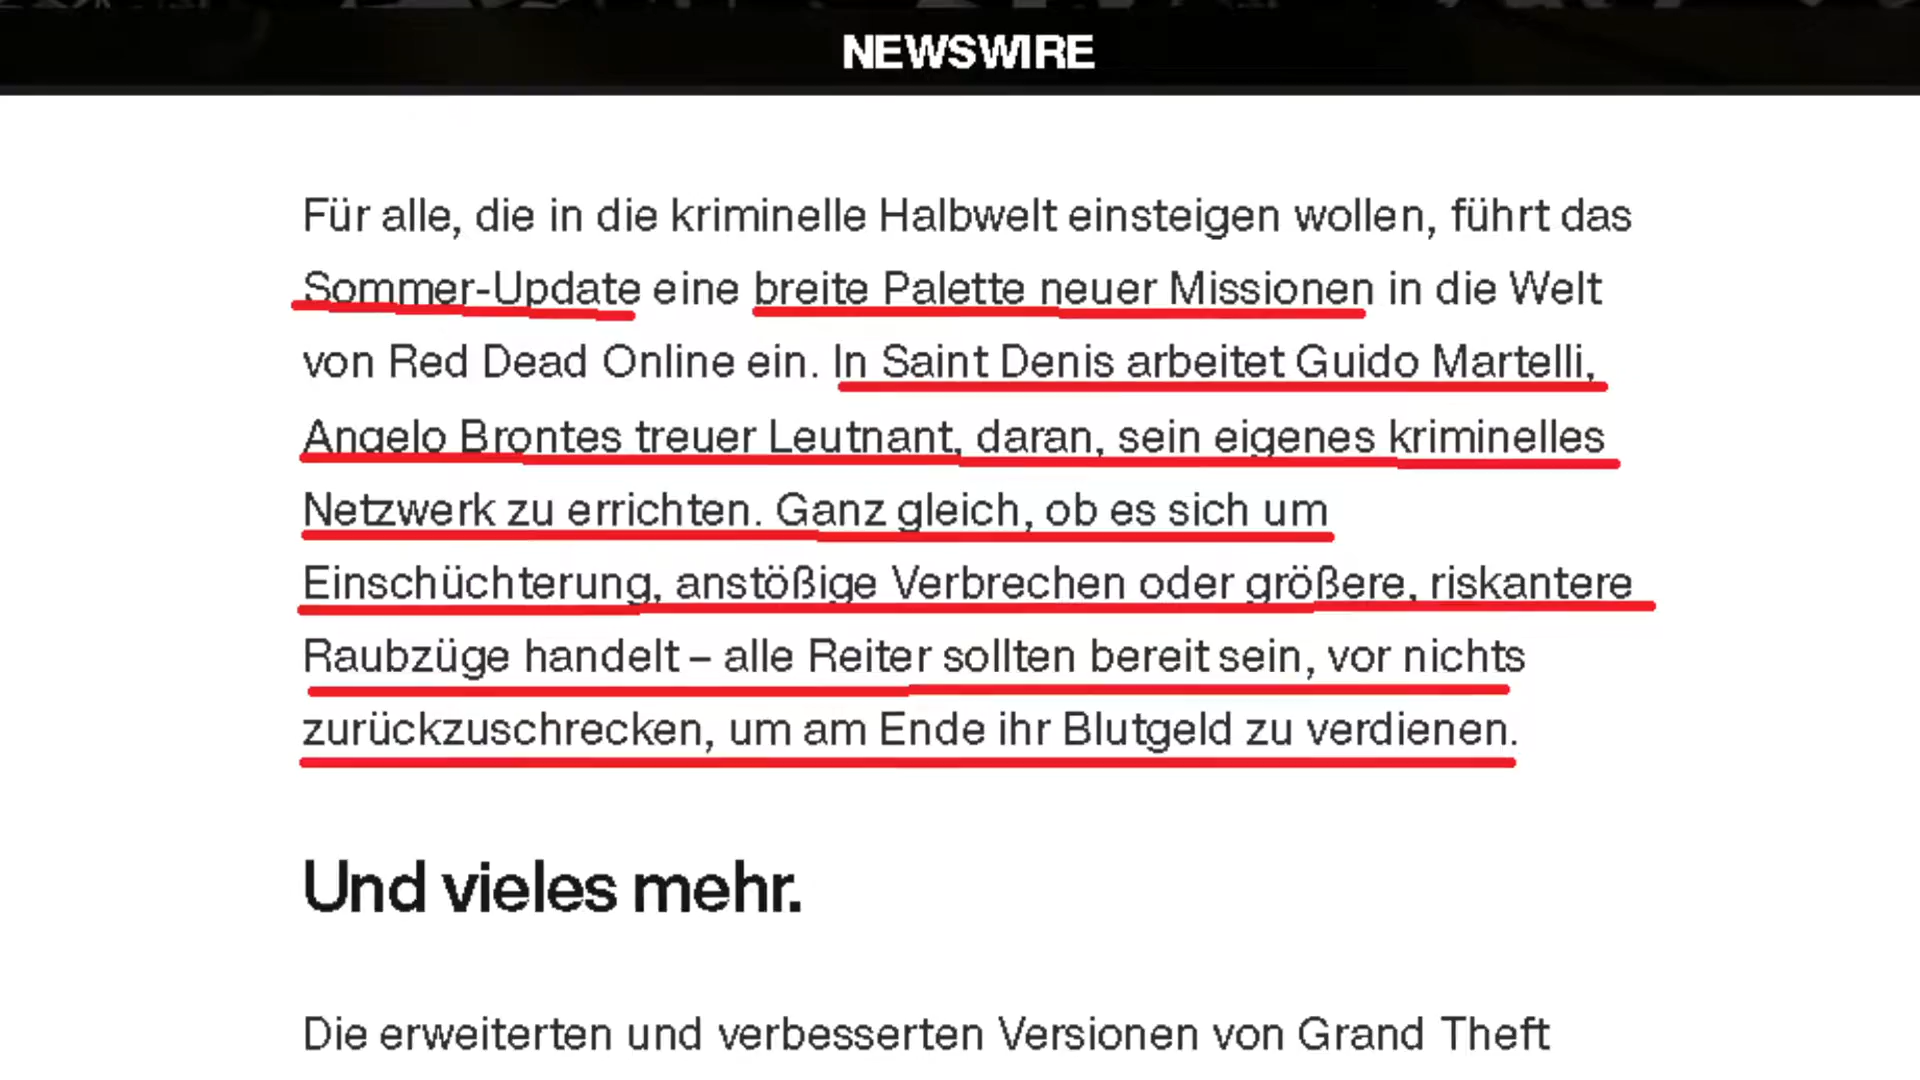 NEWSWIRE
Für alle, die in die kriminelle Halbwelt einsteigen wollen, führt das
Sommer-Update eine breite Palette neuer Missionen in die Welt
von Red Dead Online ein. In Saint Denis arbeitet Guido Martelli,
Angelo Brontes treuer Leutnant, daran, sein eigenes kriminelles
Netzwerk zu errichten. Ganz gleich, ob es sich um
Einschüchterung, anstößige Verbrechen oder größere, riskantere
Raubzüge handelt – alle Reiter sollten bereit sein, vor nichts
zurückzuschrecken, um am Ende ihr Blutgeld zu verdienen.
Und vieles mehr.
Die erweiterten und verbesserten Versionen von Grand Theft